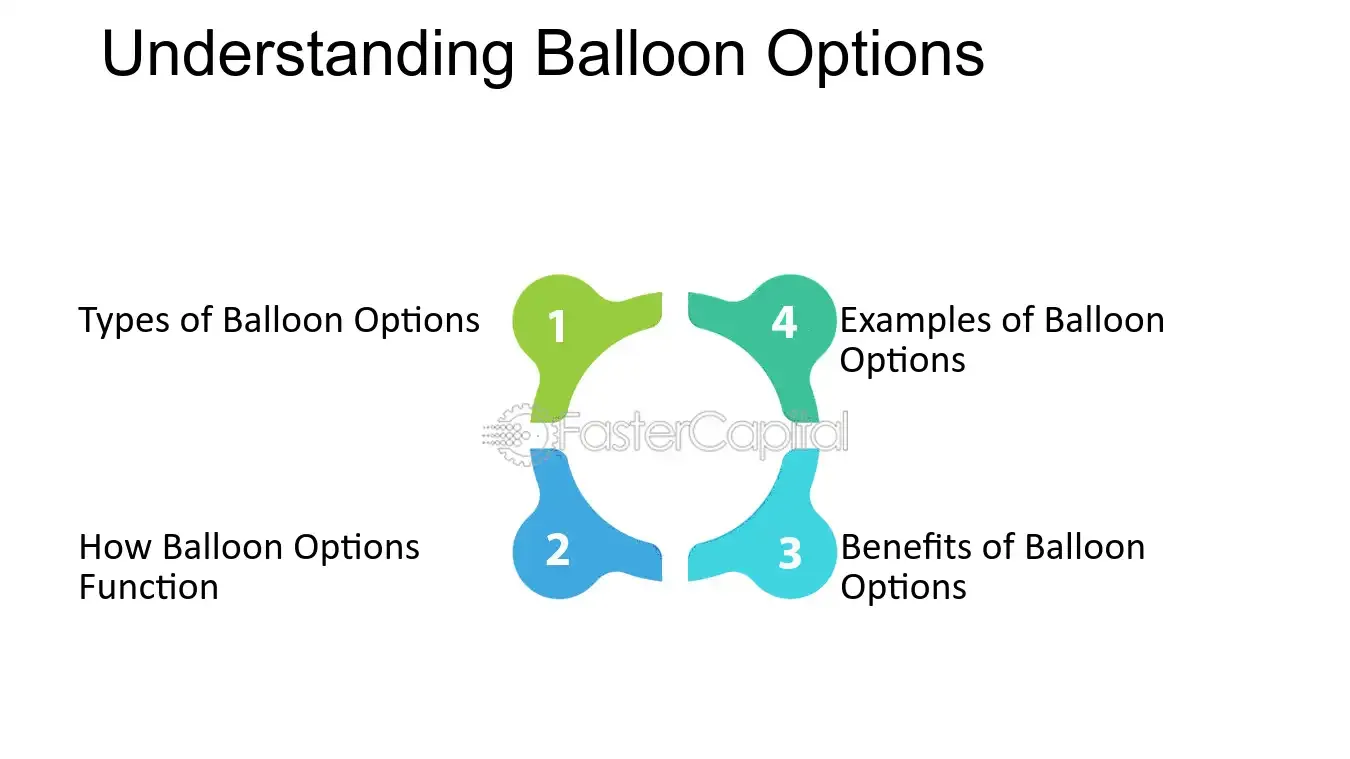 Understanding Balloon Options
Types of Balloon Options
1
4
Examples of Balloon
Options
FasterCapital
How Balloon Options
Function
2
3
Benefits of Balloon
Options